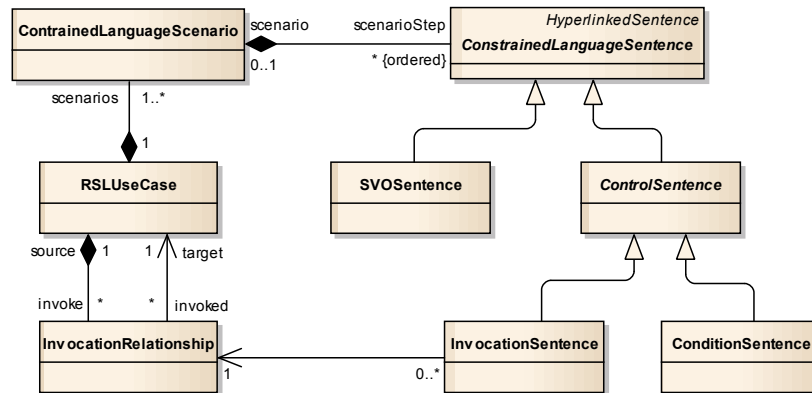 ContrainedLanguageScenario
scenario
0..1
scenarioStep
* {ordered}
HyperlinkedSentence
ConstrainedLanguageSentence
scenarios
1..*
1
RSLUseCase
SVOSentence
ControlSentence
source
1
1
target
invoke
*
*
invoked
InvocationRelationship
1
0..*
InvocationSentence
ConditionSentence